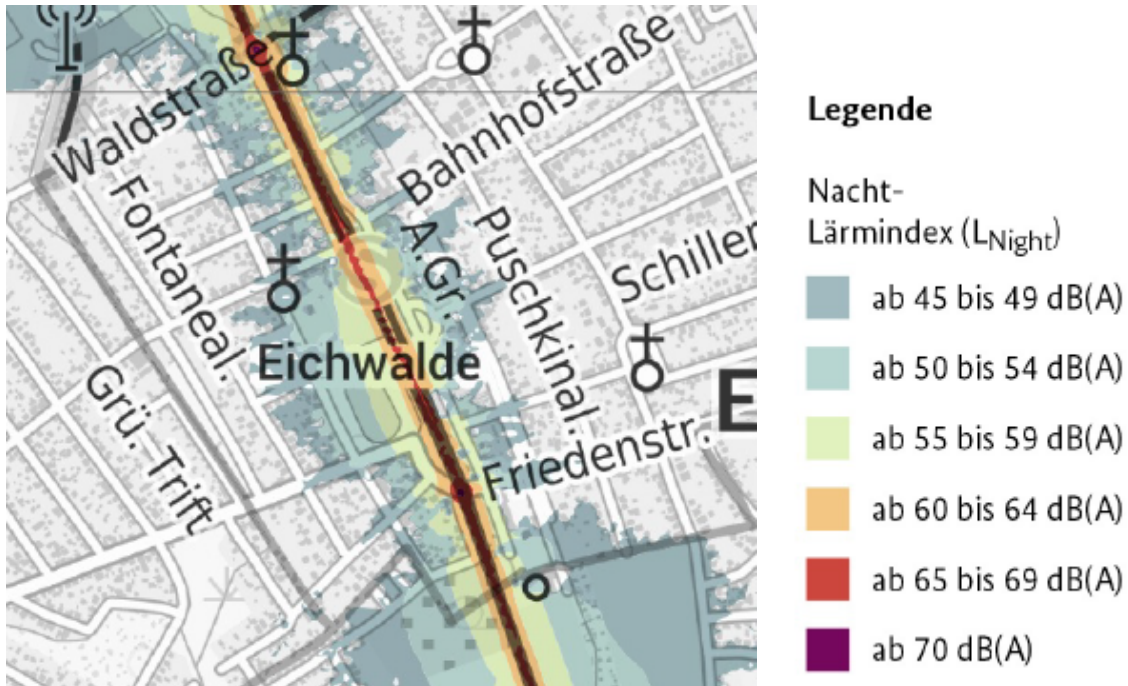 Waldstraße
Bahnhofstraße
Fontaneal.
A.Gr.
Puschkinal.
Schiller
Eichwalde
Grü. Trift
E
Friedenstr.
Legende
Nacht-
Lärmindex (LNight)
ab 45 bis 49 dB(A)
ab 50 bis 54 dB(A)
ab 55 bis 59 dB(A)
ab 60 bis 64 dB(A)
ab 65 bis 69 dB(A)
ab 70 dB(A)